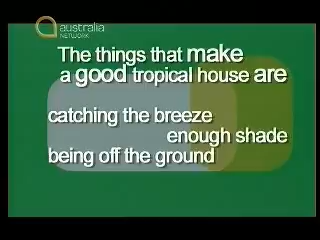 australia
NETWORK
The things that make
a good tropical house are
catching the breeze
enough shade
being off the ground